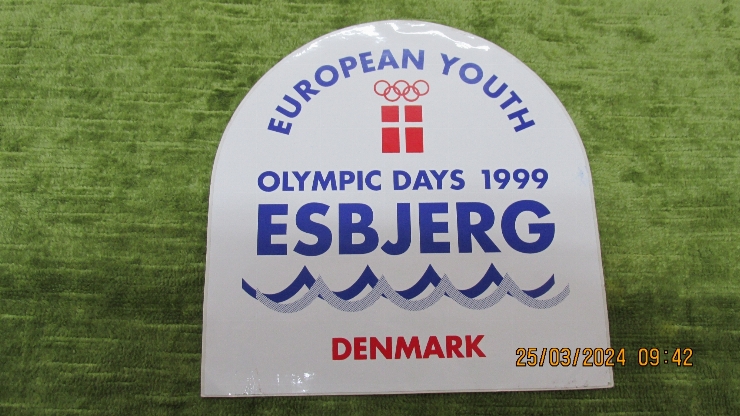 EUROPEAN YOUTH
OLYMPIC DAYS 1999
ESBJERG
DENMARK
25/03/2024 09:42